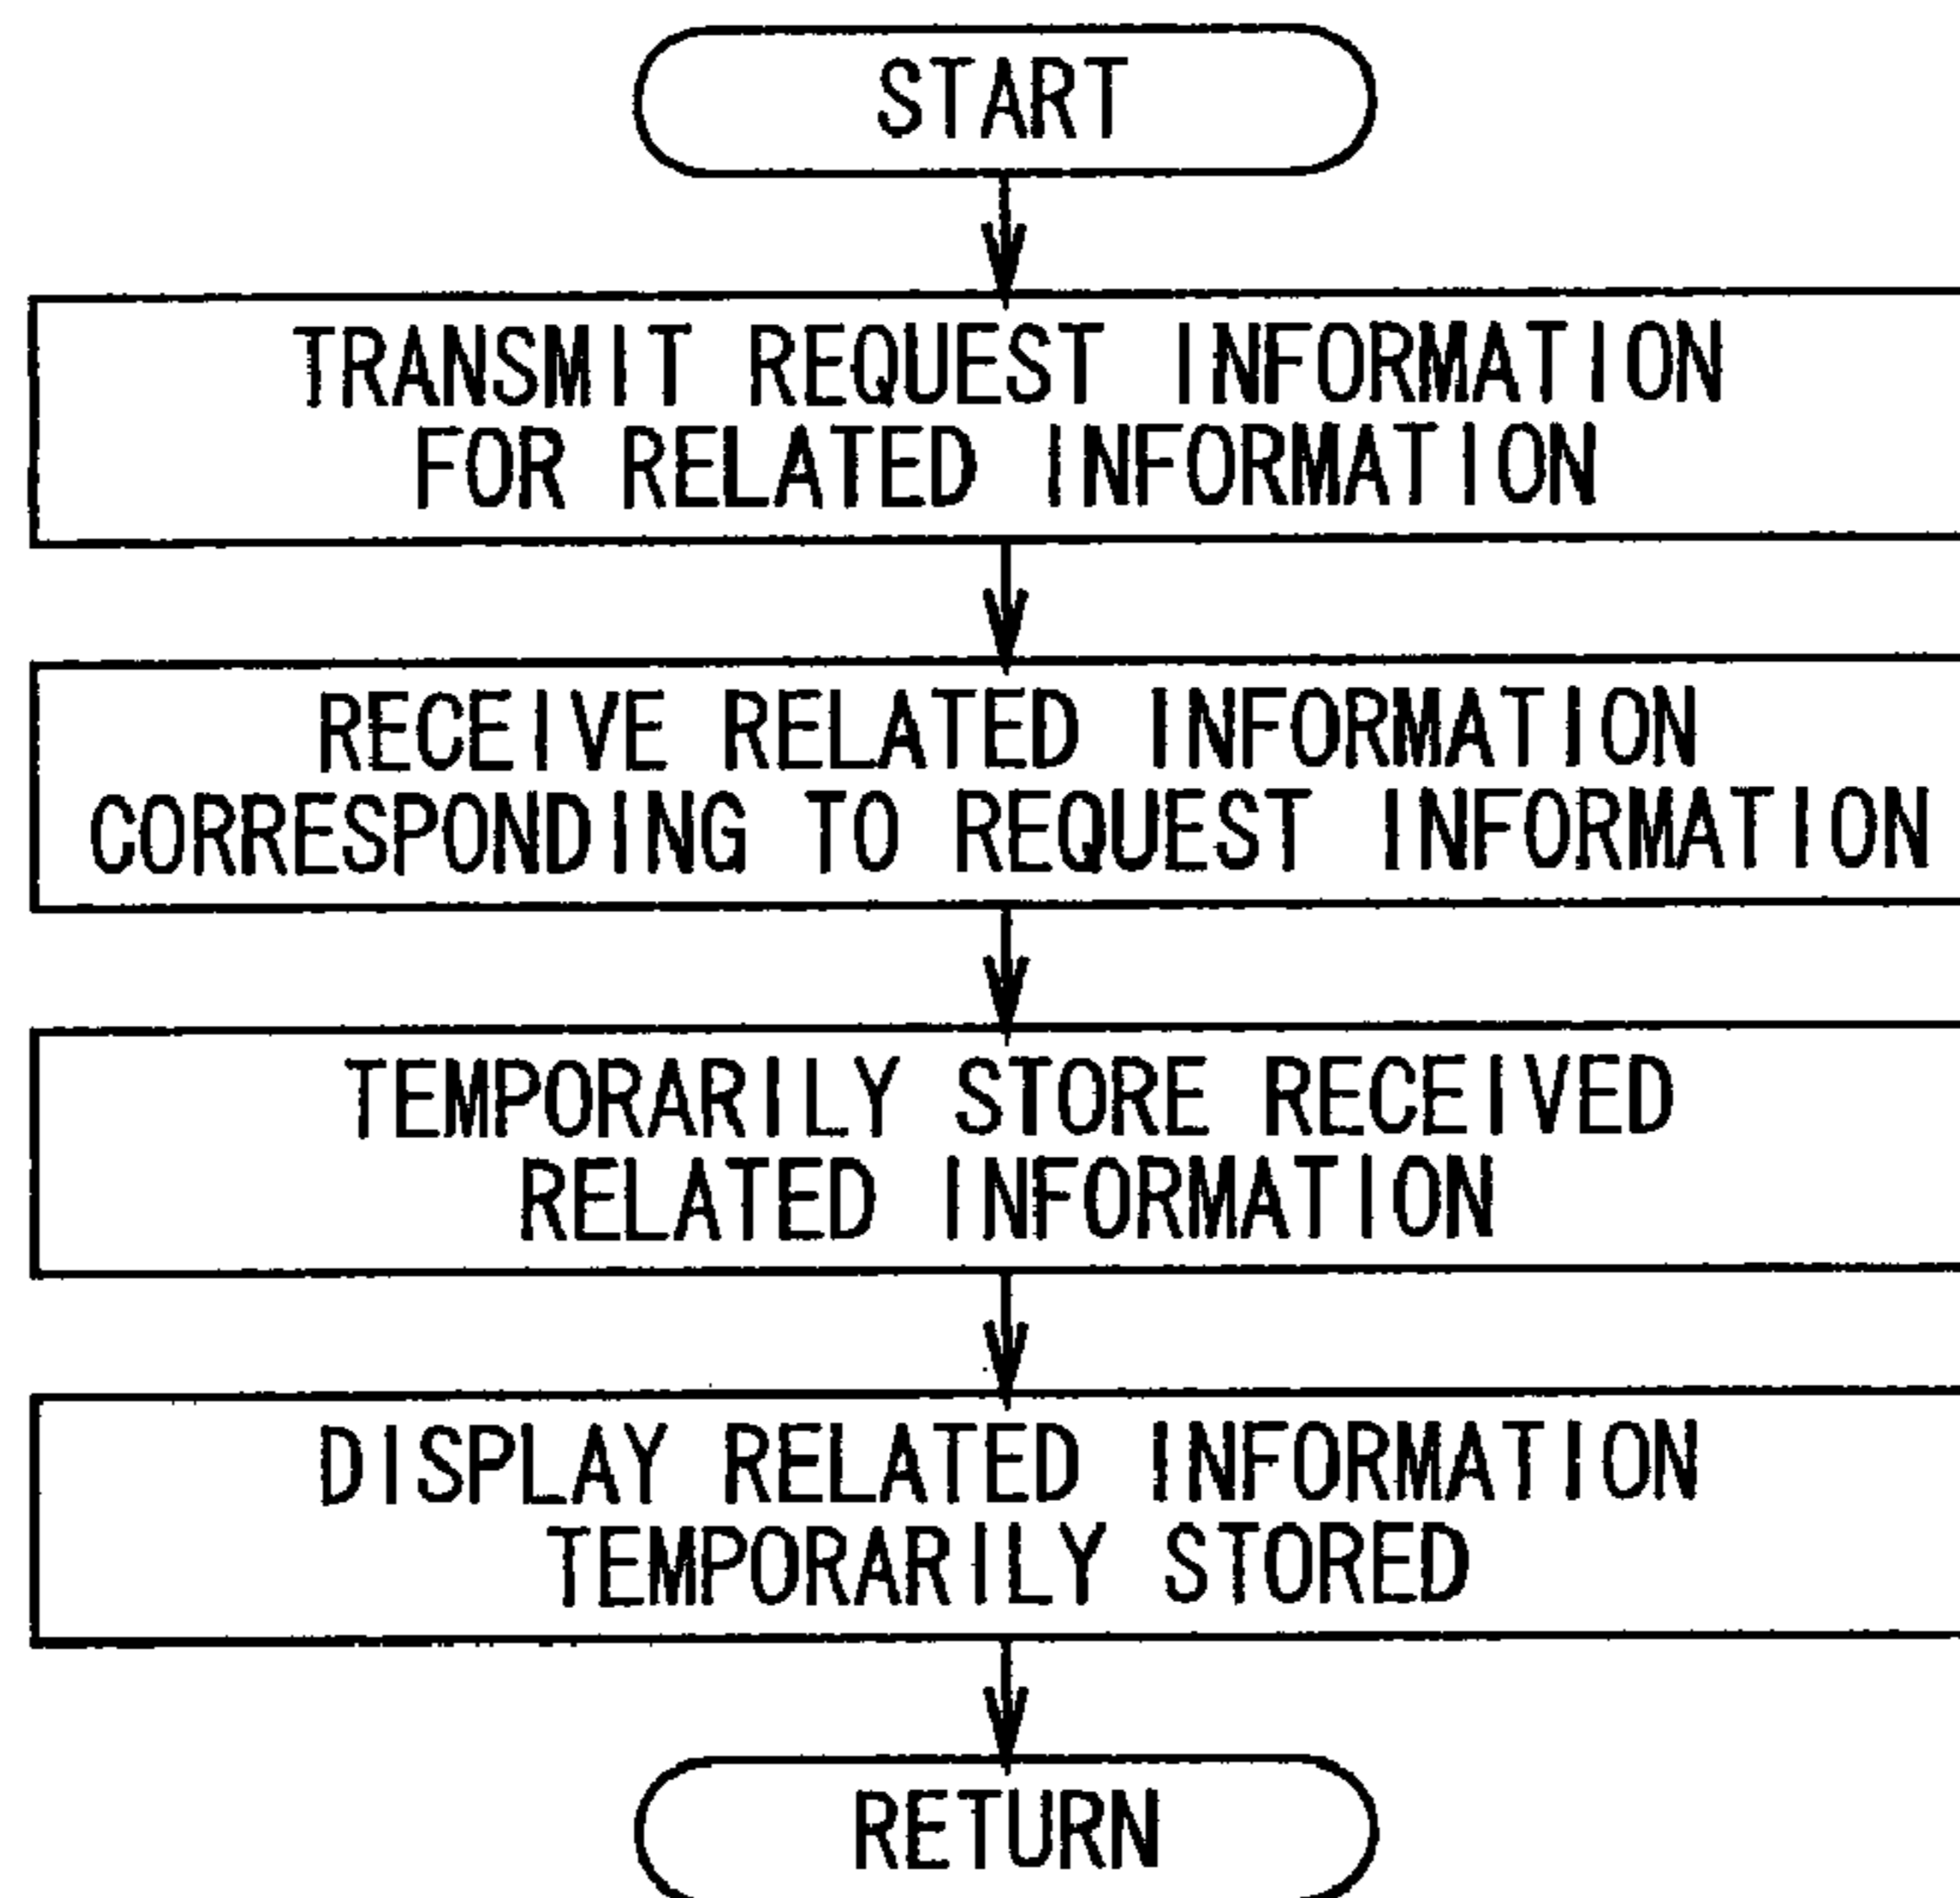 START
TRANSMIT REQUEST INFORMATION
FOR RELATED INFORMATION
RECEIVE RELATED INFORMATION
CORRESPONDING TO REQUEST INFORMATION
TEMPORARILY STORE RECEIVED
RELATED INFORMATION
DISPLAY RELATED INFORMATION
TEMPORARILY STORED
RETURN